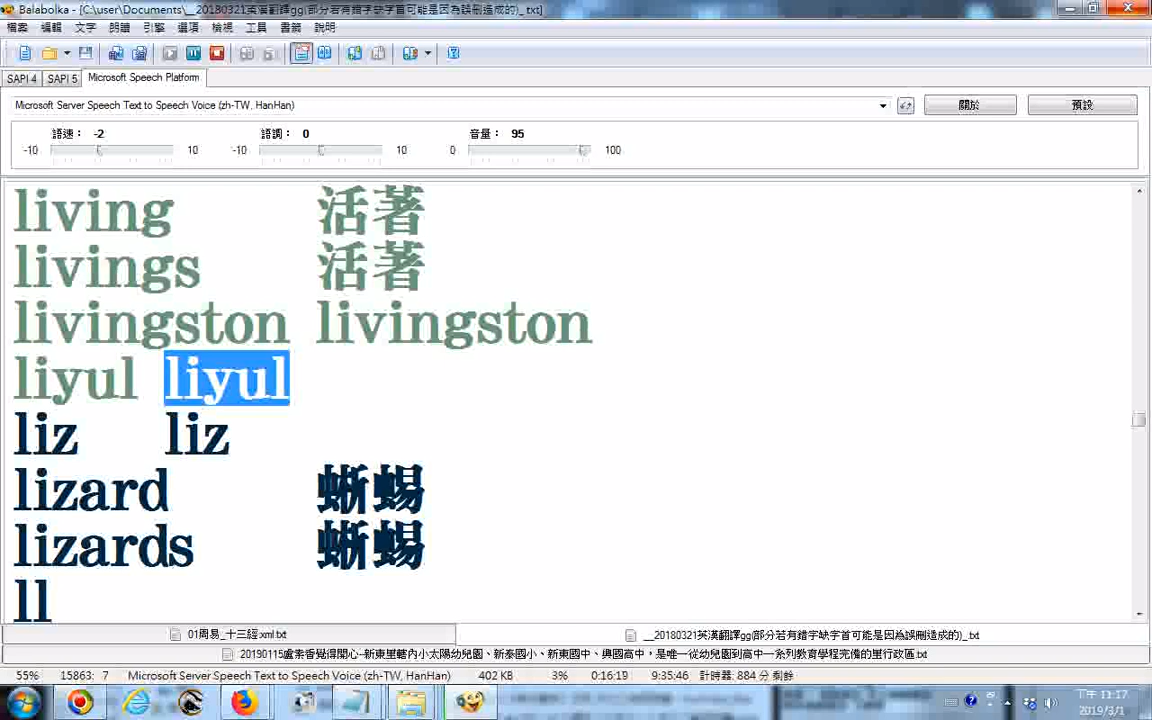 Balabolka - [C:\user\Documents\__20180321英漢翻譯gg(部分若有錯字缺字首可能是因為誤刪造成的)_txt]
檔案 編輯 文字 朗讀 引擎 選項 檢視 工具 書籤 說明
SAPI 4 SAPI 5 Microsoft Speech Platform
Microsoft Server Speech Text to Speech Voice (zh-TW, HanHan) 關於 預設
語速： -2 語調： 0 音量： 95
-10 10 -10 10 0 100
living 活著
livings 活著
livingston livingston
liyul liyul
liz liz
lizard 蜥蜴
lizards 蜥蜴
ll
01周易_十三經.xml.txt __20180321英漢翻譯gg(部分若有錯字缺字首可能是因為誤刪造成的)_.txt
20190115盧素香覺得開心-新東里轄內小太陽幼兒園、新泰國小、新東國中、興國高中，是唯一從幼兒園到高中一系列教育學程完備的里行政區.txt
55% 15863: 7 Microsoft Server Speech Text to Speech Voice (zh-TW, HanHan) 402 KB 3% 0:16:19 9:35:46 計時器: 884 分 剩餘
下午 11:17
2019/3/1